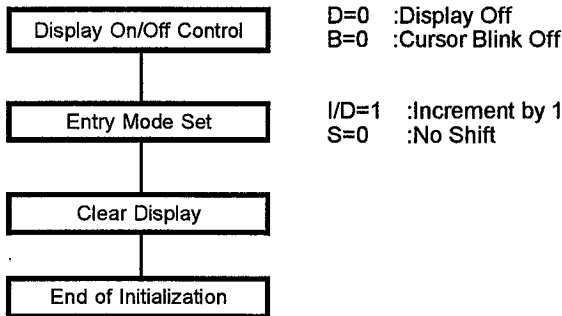 Display On/Off Control
D=0 :Display Off
B=0 :Cursor Blink Off
Entry Mode Set
I/D=1 :Increment by 1
S=0 :No Shift
Clear Display
End of Initialization